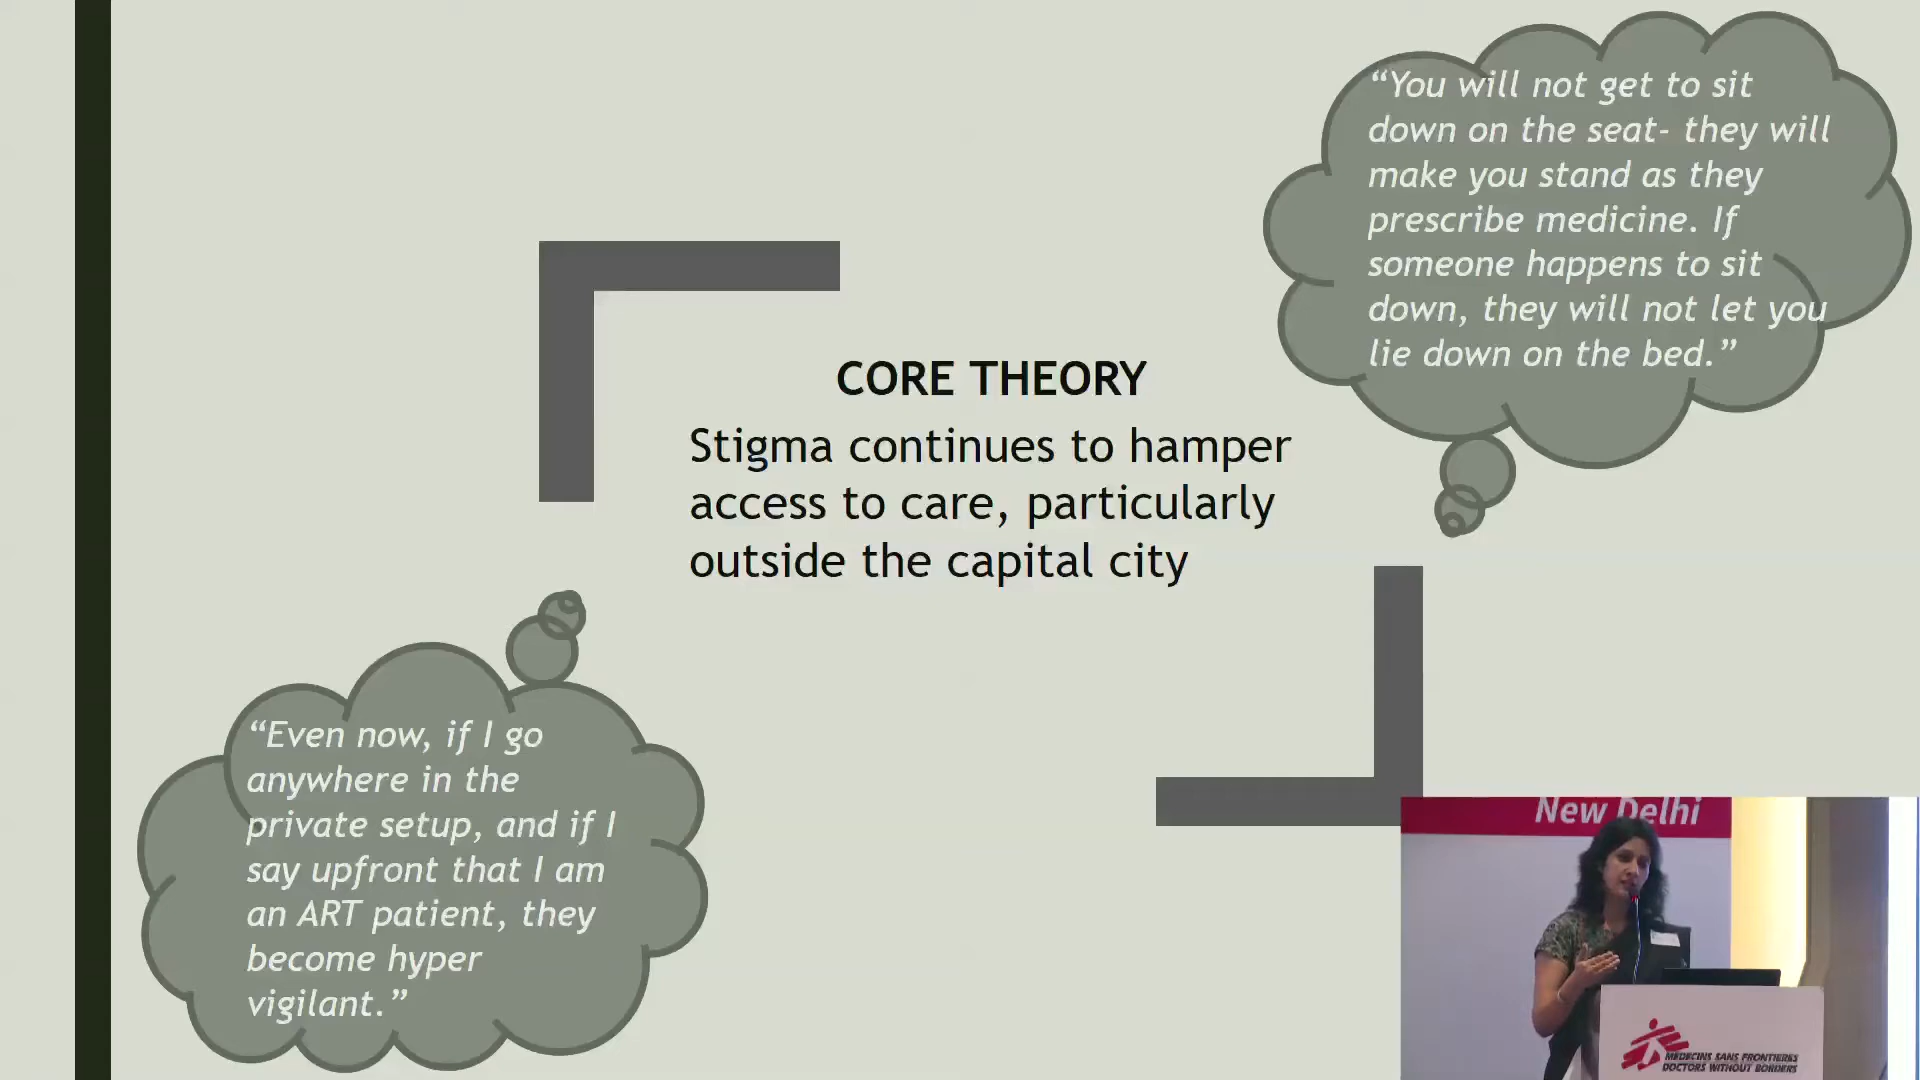 “You will not get to sit
down on the seat- they will
make you stand as they
prescribe medicine. If
someone happens to sit
down, they will not let you
lie down on the bed.”
CORE THEORY
Stigma continues to hamper
access to care, particularly
outside the capital city
“Even now, if I go
anywhere in the
private setup, and if I
say upfront that I am
an ART patient, they
become hyper
vigilant.”
New Delhi
MEDECINS SANS FRONTIERES
DOCTORS WITHOUT BORDERS